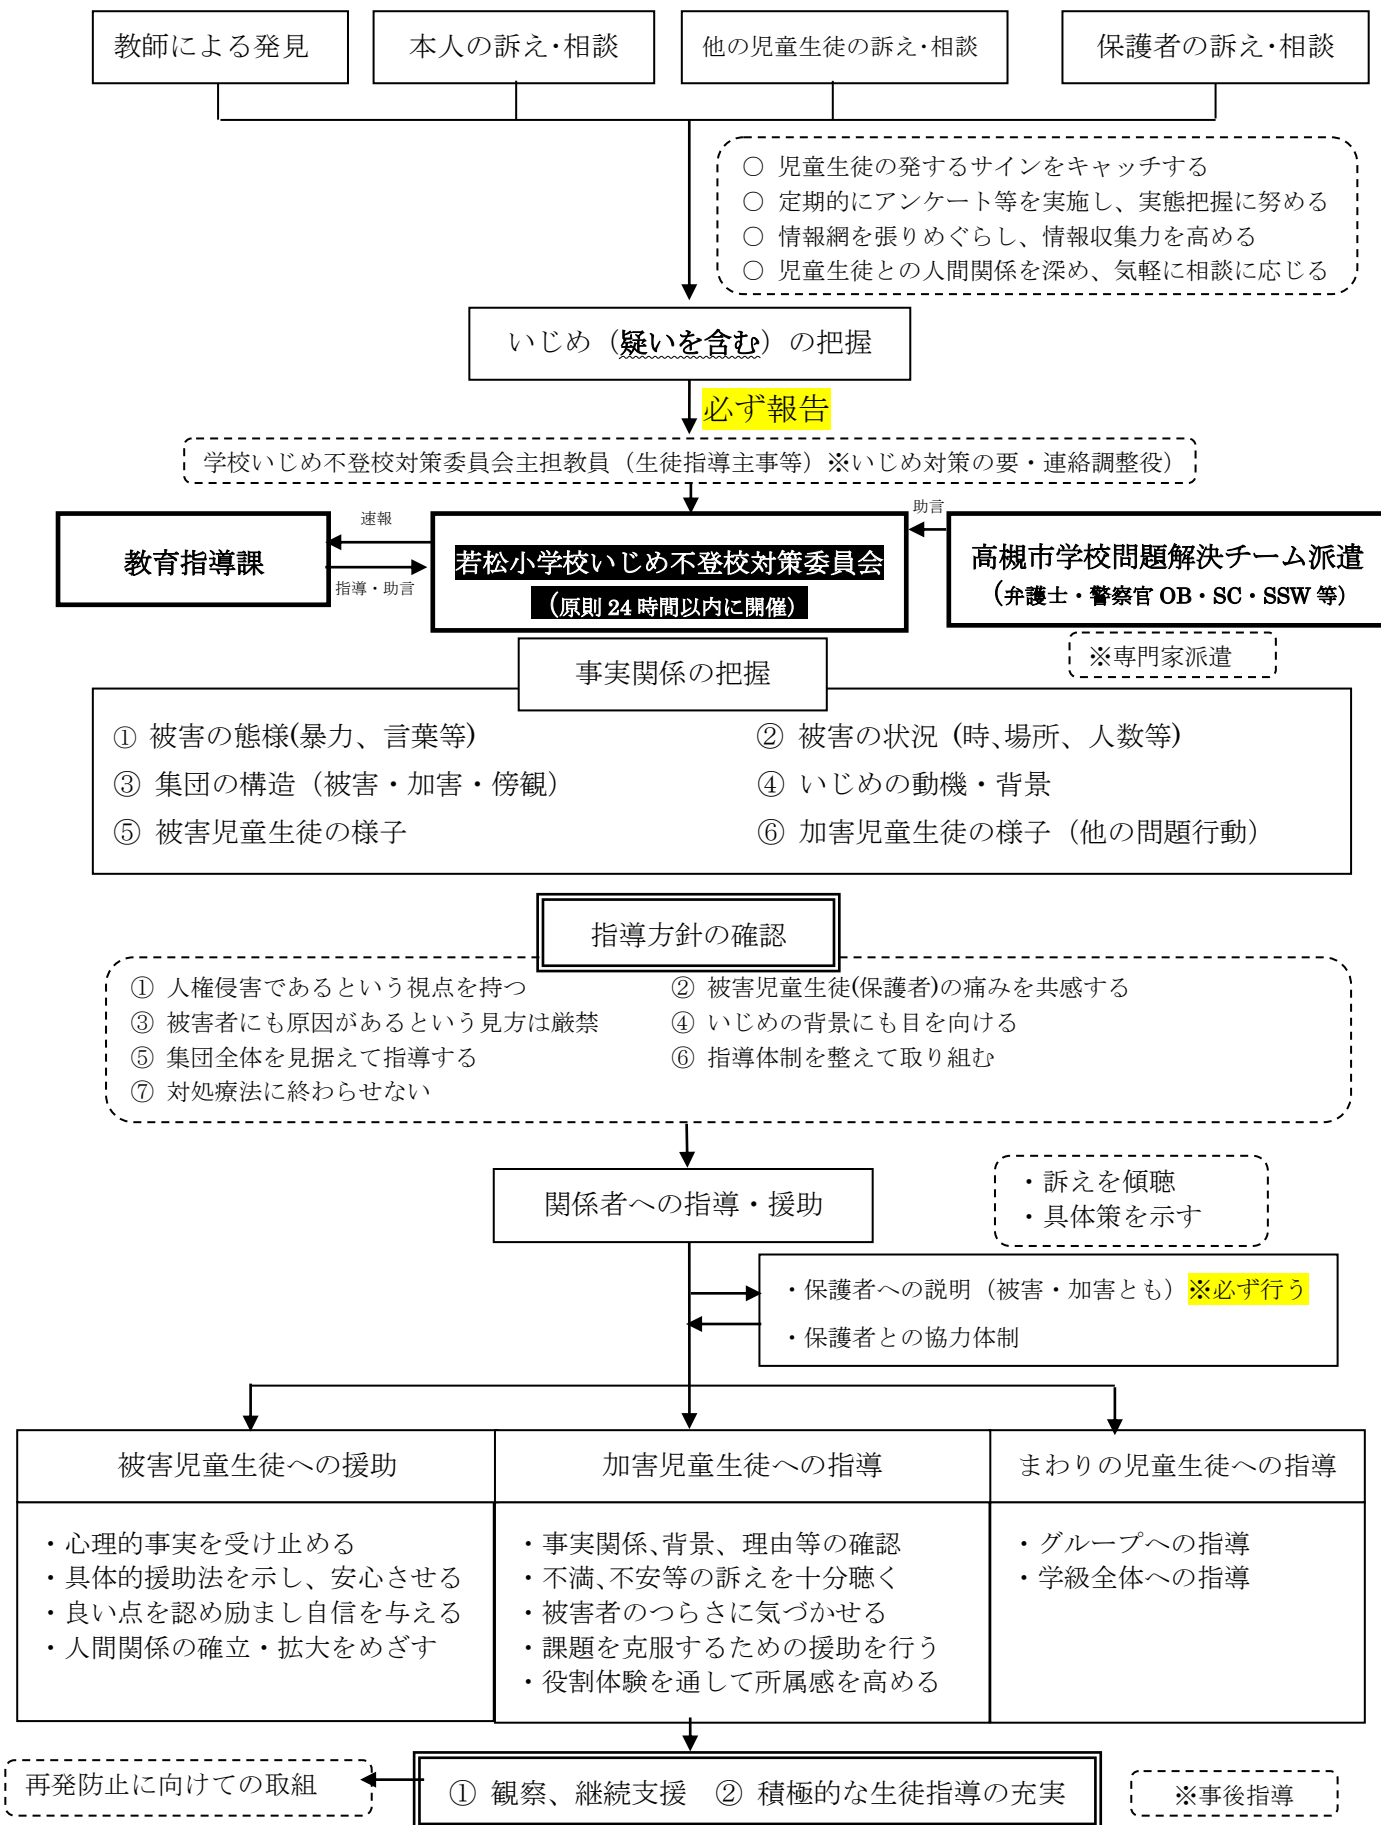 教師による発見
本人の訴え・相談
他の児童生徒の訴え・相談
保護者の訴え・相談
○ 児童生徒の発するサインをキャッチする
○ 定期的にアンケート等を実施し、実態把握に努める
○ 情報網を張りめぐらし、情報収集力を高める
○ 児童生徒との人間関係を深め、気軽に相談に応じる
いじめ（疑いを含む）の把握
必ず報告
学校いじめ不登校対策委員会主担教員（生徒指導主事等）※いじめ対策の要・連絡調整役）
教育指導課
速報
指導・助言
若松小学校いじめ不登校対策委員会
（原則 24 時間以内に開催）
助言
高槻市学校問題解決チーム派遣
（弁護士・警察官 OB・SC・SSW 等）
※専門家派遣
事実関係の把握
① 被害の態様(暴力、言葉等)
② 被害の状況 (時、場所、人数等)
③ 集団の構造（被害・加害・傍観）
④ いじめの動機・背景
⑤ 被害児童生徒の様子
⑥ 加害児童生徒の様子（他の問題行動）
指導方針の確認
① 人権侵害であるという視点を持つ
② 被害児童生徒(保護者)の痛みを共感する
③ 被害者にも原因があるという見方は厳禁
④ いじめの背景にも目を向ける
⑤ 集団全体を見据えて指導する
⑥ 指導体制を整えて取り組む
⑦ 対処療法に終わらせない
関係者への指導・援助
・訴えを傾聴
・具体策を示す
・保護者への説明（被害・加害とも）※必ず行う
・保護者との協力体制
被害児童生徒への援助
・心理的事実を受け止める
・具体的援助法を示し、安心させる
・良い点を認め励まし自信を与える
・人間関係の確立・拡大をめざす
加害児童生徒への指導
・事実関係、背景、理由等の確認
・不満、不安等の訴えを十分聴く
・被害者のつらさに気づかせる
・課題を克服するための援助を行う
・役割体験を通して所属感を高める
まわりの児童生徒への指導
・グループへの指導
・学級全体への指導
再発防止に向けての取組
① 観察、継続支援　② 積極的な生徒指導の充実
※事後指導